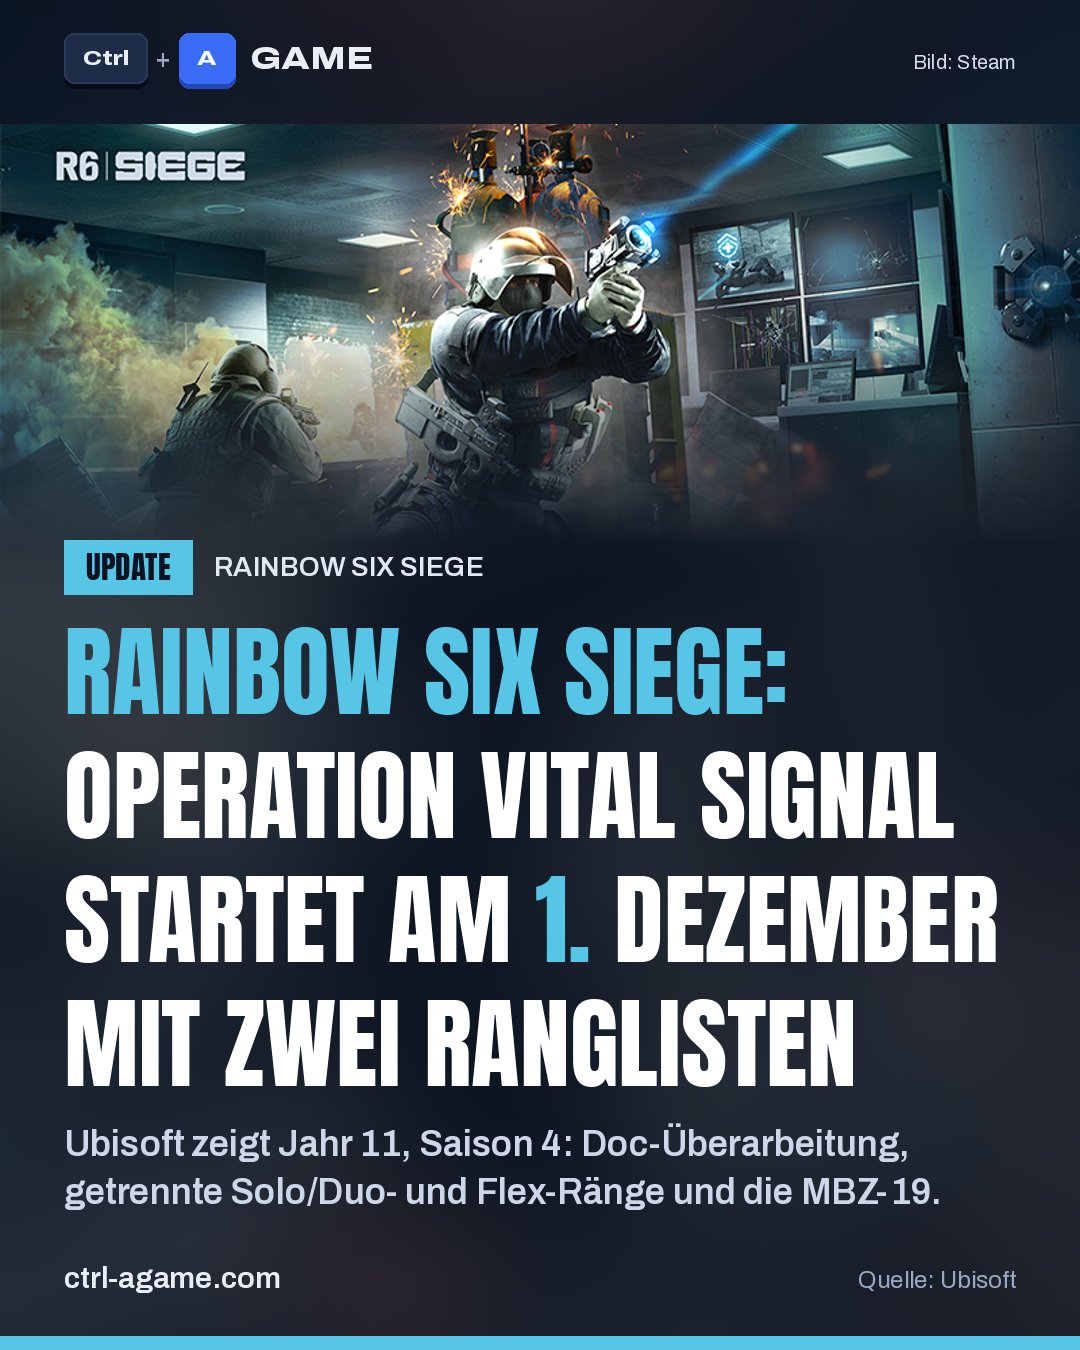 Ctrl + A GAME
Bild: Steam
R6 | SIEGE
UPDATE RAINBOW SIX SIEGE
RAINBOW SIX SIEGE:
OPERATION VITAL SIGNAL
STARTET AM 1. DEZEMBER
MIT ZWEI RANGLISTEN
Ubisoft zeigt Jahr 11, Saison 4: Doc-Überarbeitung,
getrennte Solo/Duo- und Flex-Ränge und die MBZ-19.
ctrl-agame.com
Quelle: Ubisoft